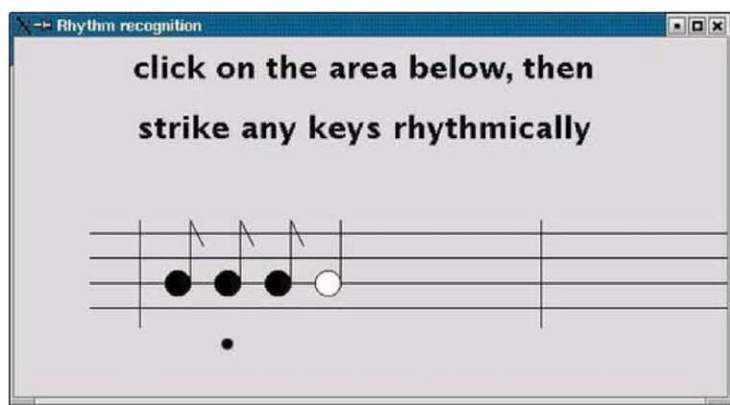 Rhythm recognition
click on the area below, then
strike any keys rhythmically